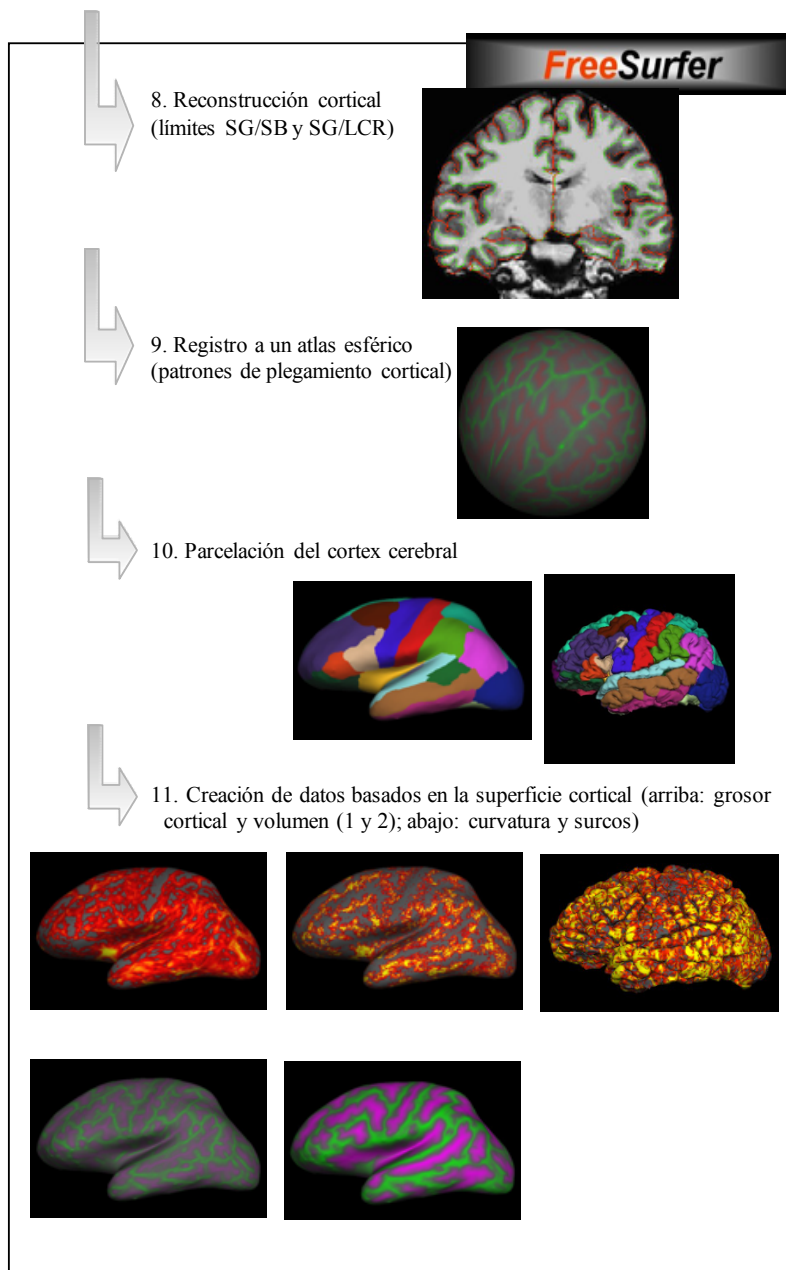 FreeSurfer
8. Reconstrucción cortical
(límites SG/SB y SG/LCR)
9. Registro a un atlas esférico
(patrones de plegamiento cortical)
10. Parcelación del cortex cerebral
11. Creación de datos basados en la superficie cortical (arriba: grosor
cortical y volumen (1 y 2); abajo: curvatura y surcos)